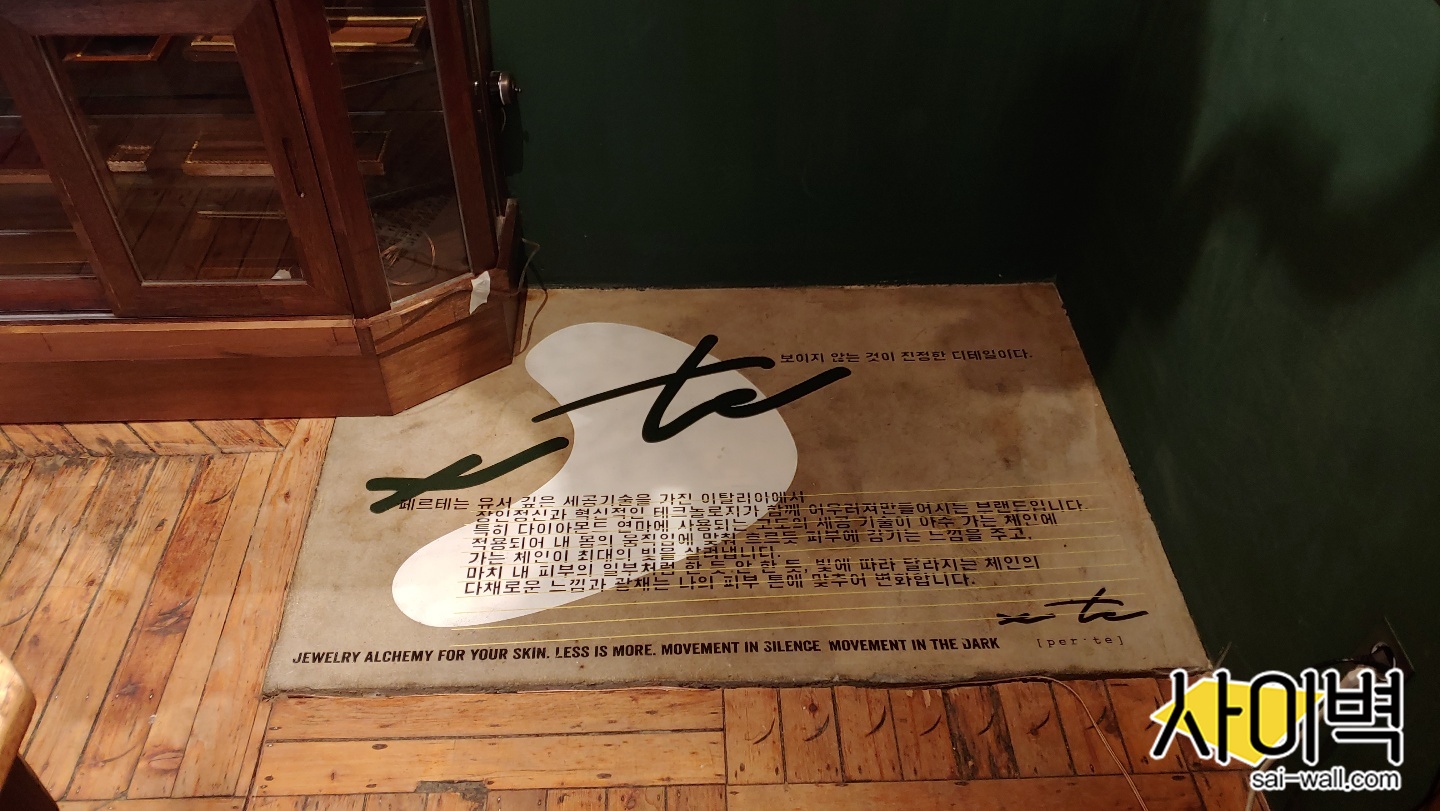 보이지 않는 것이 진정한 디테일이다.
페르테는 유서 깊은 세공기술을 가진 이탈리아에서
장인정신과 혁신적인 테크놀로지가 함께 어우러져만들어지는 브랜드입니다.
특히 다이아몬드 연마에 사용되는 고도의 세공 기술이 아주 가는 체인에
적용되어 내 몸의 움직임에 맞춰 흐르듯 피부에 감기는 느낌을 주고,
가는 체인이 최대의 빛을 살려냅니다.
마치 내 피부의 일부처럼 한 듯 안 한 듯, 빛에 따라 달라지는 체인의
다채로운 느낌과 광채는 나의 피부 톤에 맞추어 변화합니다.
[per·te]
JEWELRY ALCHEMY FOR YOUR SKIN. LESS IS MORE. MOVEMENT IN SILENCE MOVEMENT IN THE DARK
사이벽
sai-wall.com